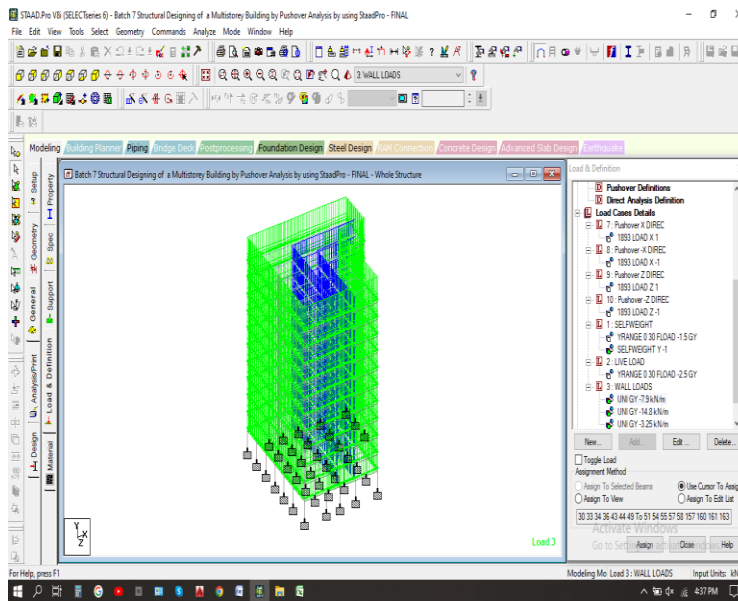 STAAD.Pro V8i (SELECTseries 6) - Batch 7 Structural Designing of a Multistorey Building by Pushover Analysis by using StaadPro - FINAL
File Edit View Tools Select Geometry Commands Analyze Mode Window Help
3: WALL LOADS
Modeling Building Planner Piping Bridge Deck Postprocessing Foundation Design Steel Design RAM Connection Concrete Design Advanced Slab Design Earthquake
Setup
Geometry
General
Analysis/Print
Design
Property
Spec
Support
Load & Definition
Material
Batch 7 Structural Designing of a Multistorey Building by Pushover Analysis by using StaadPro - FINAL - Whole Structure
Y
X
Z
Load 3
Load & Definition
Pushover Definitions
Direct Analysis Definition
Load Cases Details
7 : Pushover X DIREC
1893 LOAD X 1
8 : Pushover -X DIREC
1893 LOAD X -1
9 : Pushover Z DIREC
1893 LOAD Z 1
10 : Pushover -Z DIREC
1893 LOAD Z -1
1 : SELFWEIGHT
YRANGE 0 30 FLOAD -1.5 GY
SELFWEIGHT Y -1
2 : LIVE LOAD
YRANGE 0 30 FLOAD -2.5 GY
3 : WALL LOADS
UNI GY -7.9 kN/m
UNI GY -14.8 kN/m
UNI GY -3.25 kN/m
New... Add... Edit ... Delete...
Toggle Load
Assignment Method
Assign To Selected Beams Use Cursor To Assig
Assign To View Assign To Edit List
30 33 34 36 43 44 49 To 51 54 55 57 58 157 160 161 163
Activate Windows
Assign Close Help
For Help, press F1
Modeling Mo Load 3 : WALL LOADS Input Units: kN
4:37 PM